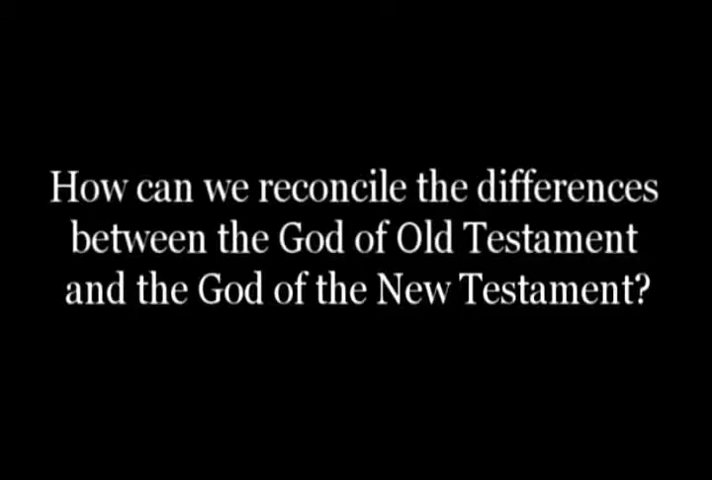 How can we reconcile the differences
between the God of Old Testament
and the God of the New Testament?